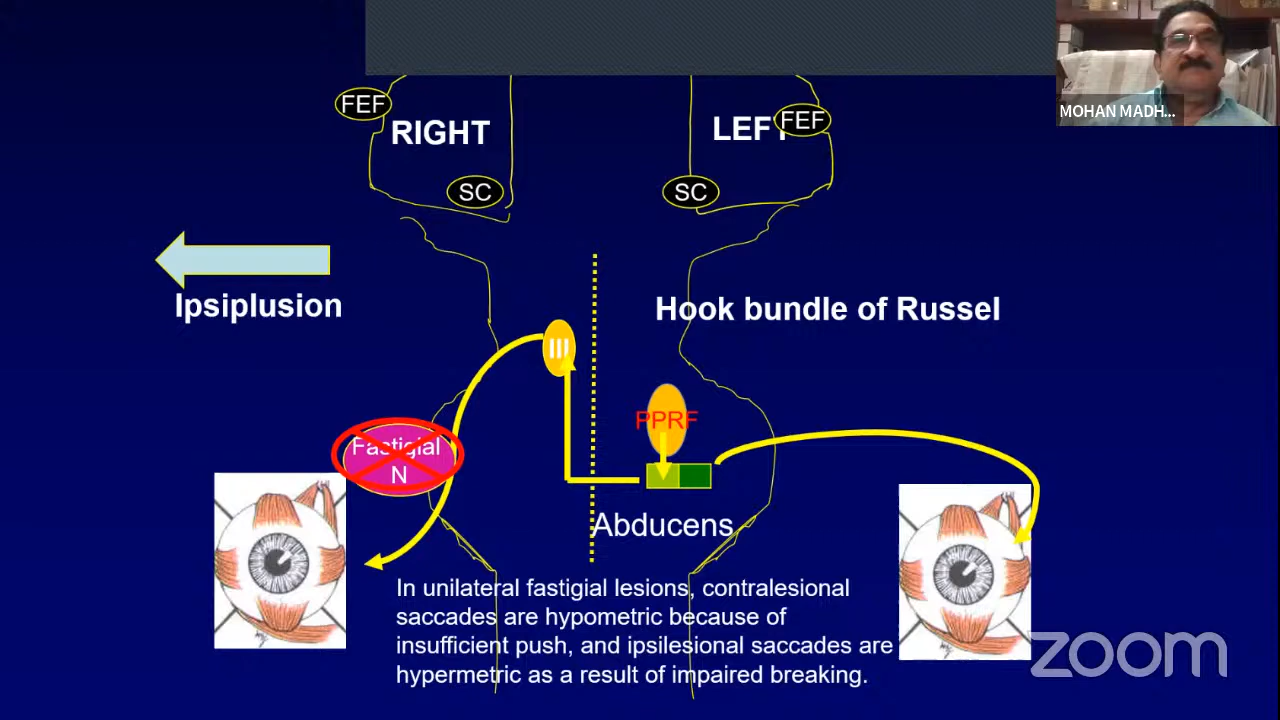 MOHAN MADH...
FEF
RIGHT
LEFT
FEF
SC
SC
Ipsiplusion
Hook bundle of Russel
III
PPRF
Fastigial
N
Abducens
In unilateral fastigial lesions, contralesional
saccades are hypometric because of
insufficient push, and ipsilesional saccades are
hypermetric as a result of impaired breaking.
zoom